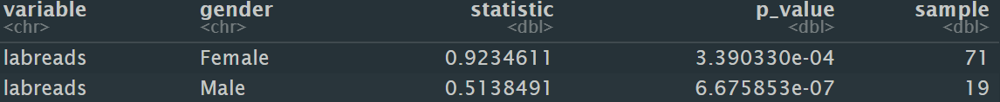 variable gender statistic p_value sample
<chr> <chr> <dbl> <dbl> <dbl>
labreads Female 0.9234611 3.390330e-04 71
labreads Male 0.5138491 6.675853e-07 19